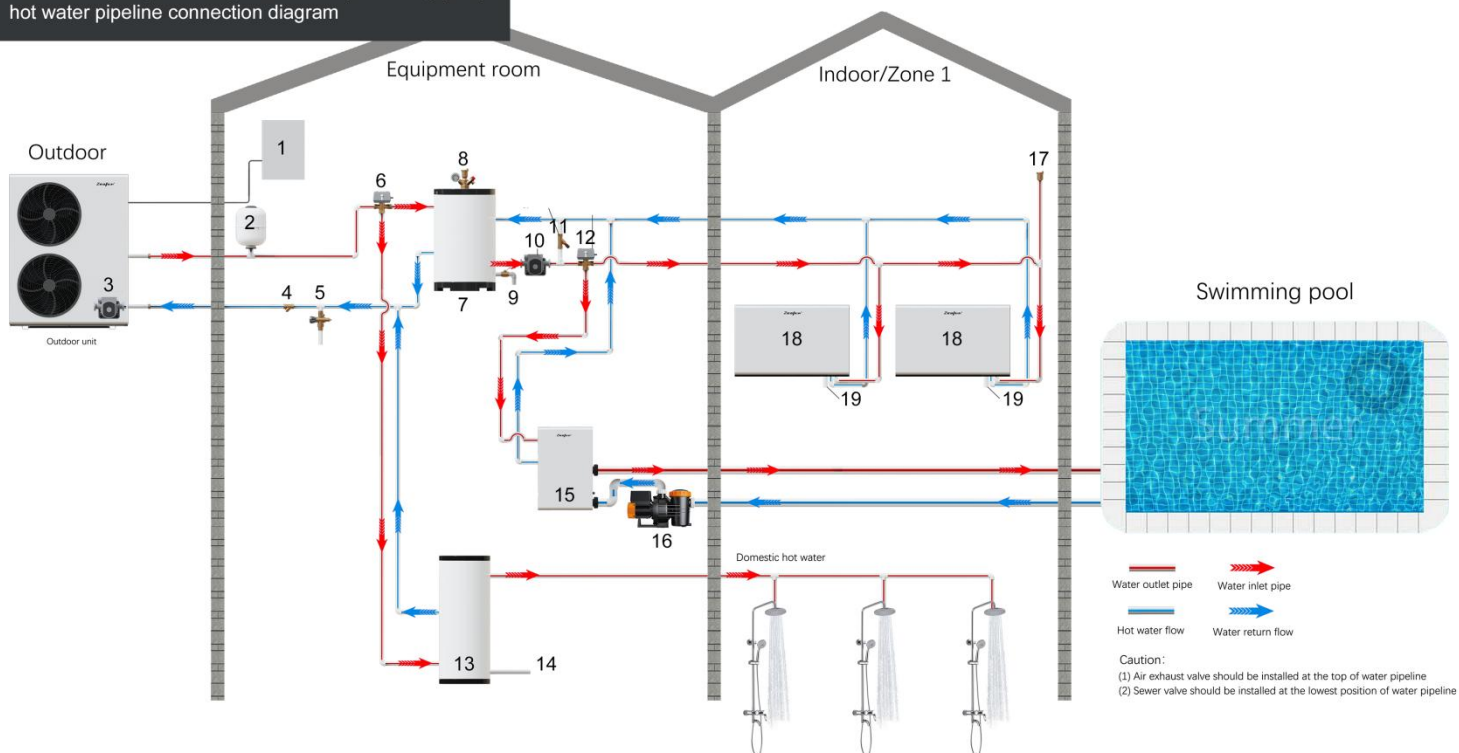 hot water pipeline connection diagram
Equipment room
Indoor/Zone 1
Outdoor
1
17
6
8
2
11
10
12
3
4
5
7
9
Outdoor unit
18
18
19
19
Swimming pool
Summer
15
16
Domestic hot water
13
14
Water outlet pipe
Water inlet pipe
Hot water flow
Water return flow
Caution:
(1) Air exhaust valve should be installed at the top of water pipeline
(2) Sewer valve should be installed at the lowest position of water pipeline